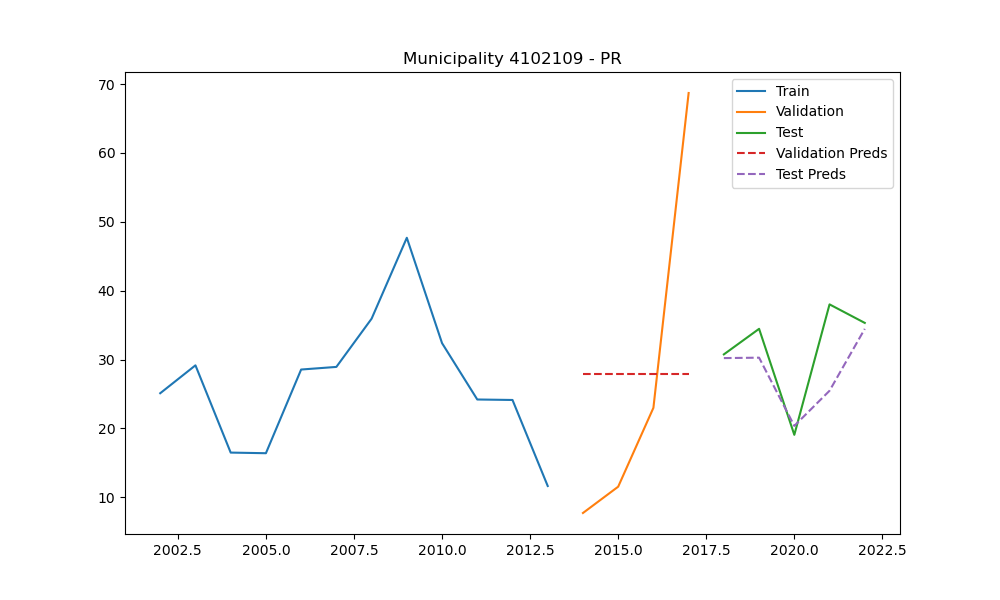 Municipality 4102109 - PR
70
60
50
40
30
20
10
2002.5
2005.0
2007.5
2010.0
2012.5
2015.0
2017.5
2020.0
2022.5
Train
Validation
Test
Validation Preds
Test Preds